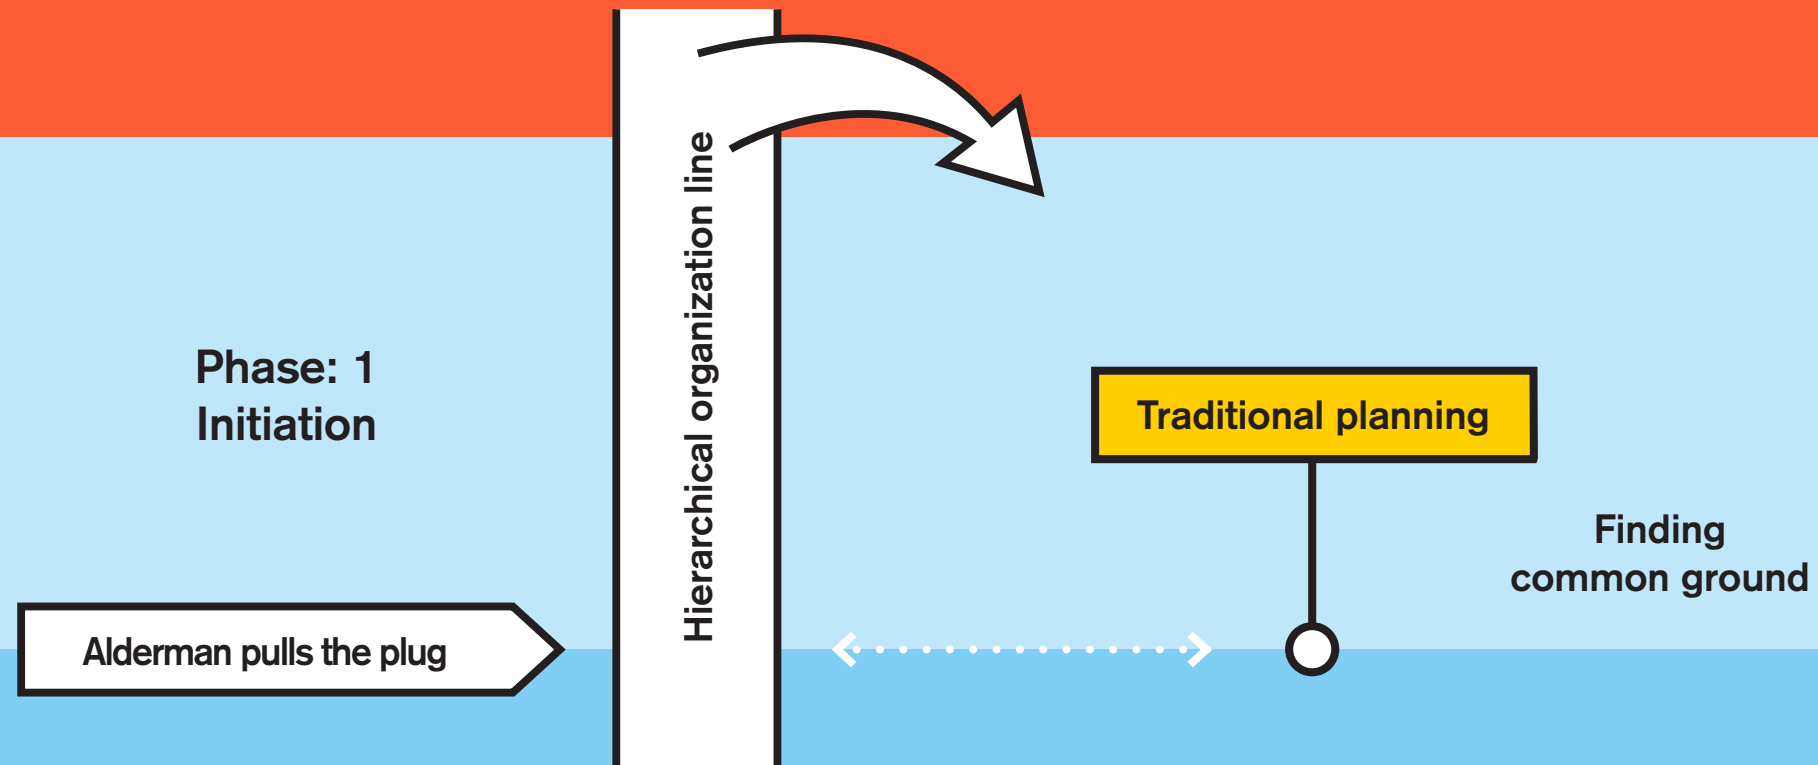 Phase: 1
Initiation
Alderman pulls the plug
Hierarchical organization line
Traditional planning
Finding
common ground